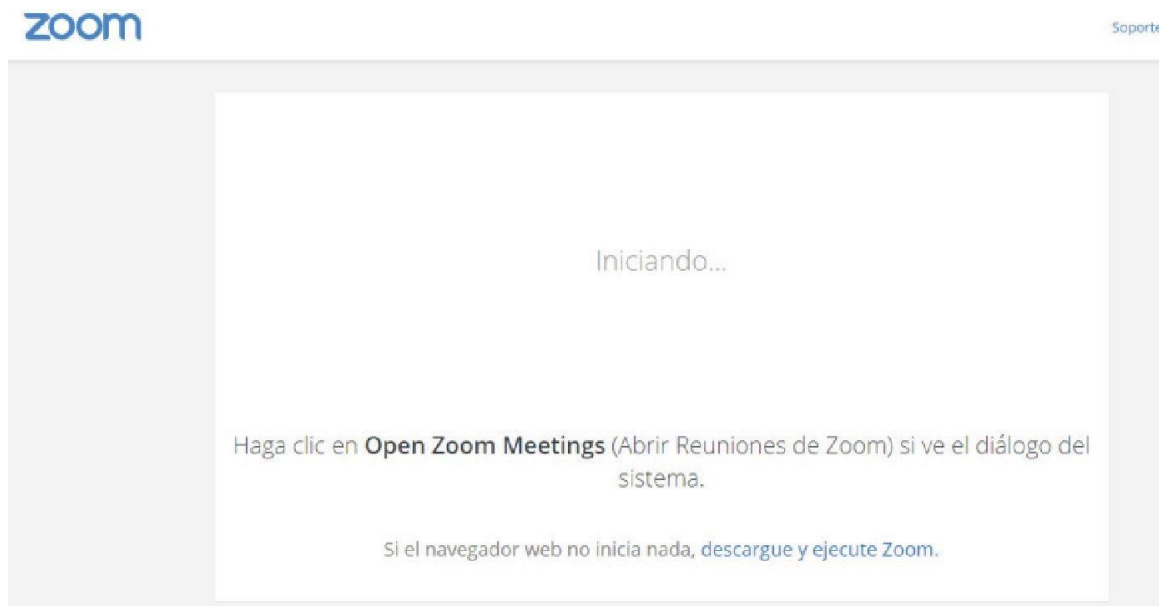 zoom
Soporte
Iniciando...
Haga clic en Open Zoom Meetings (Abrir Reuniones de Zoom) si ve el diálogo del
sistema.
Si el navegador web no inicia nada, descargue y ejecute Zoom.